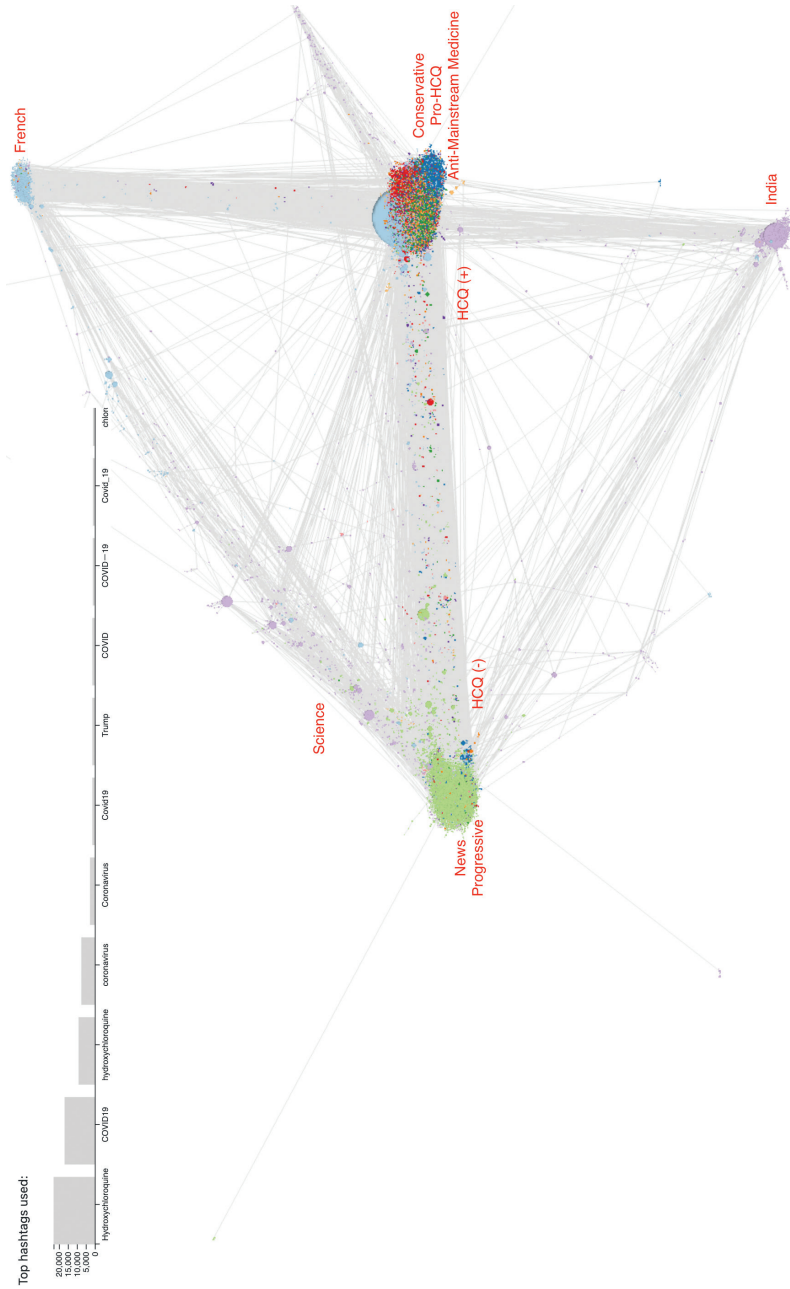 Top hashtags used:
20,000
15,000
10,000
5,000
0
Hydroxychloroquine
COVID19
hydroxychloroquine
coronavirus
Coronavirus
Covid19
Trump
COVID
COVID—19
Covid_19
chlon
French
Conservative
Pro-HCQ
Anti-Mainstream Medicine
HCQ (+)
India
Science
HCQ (-)
News
Progressive